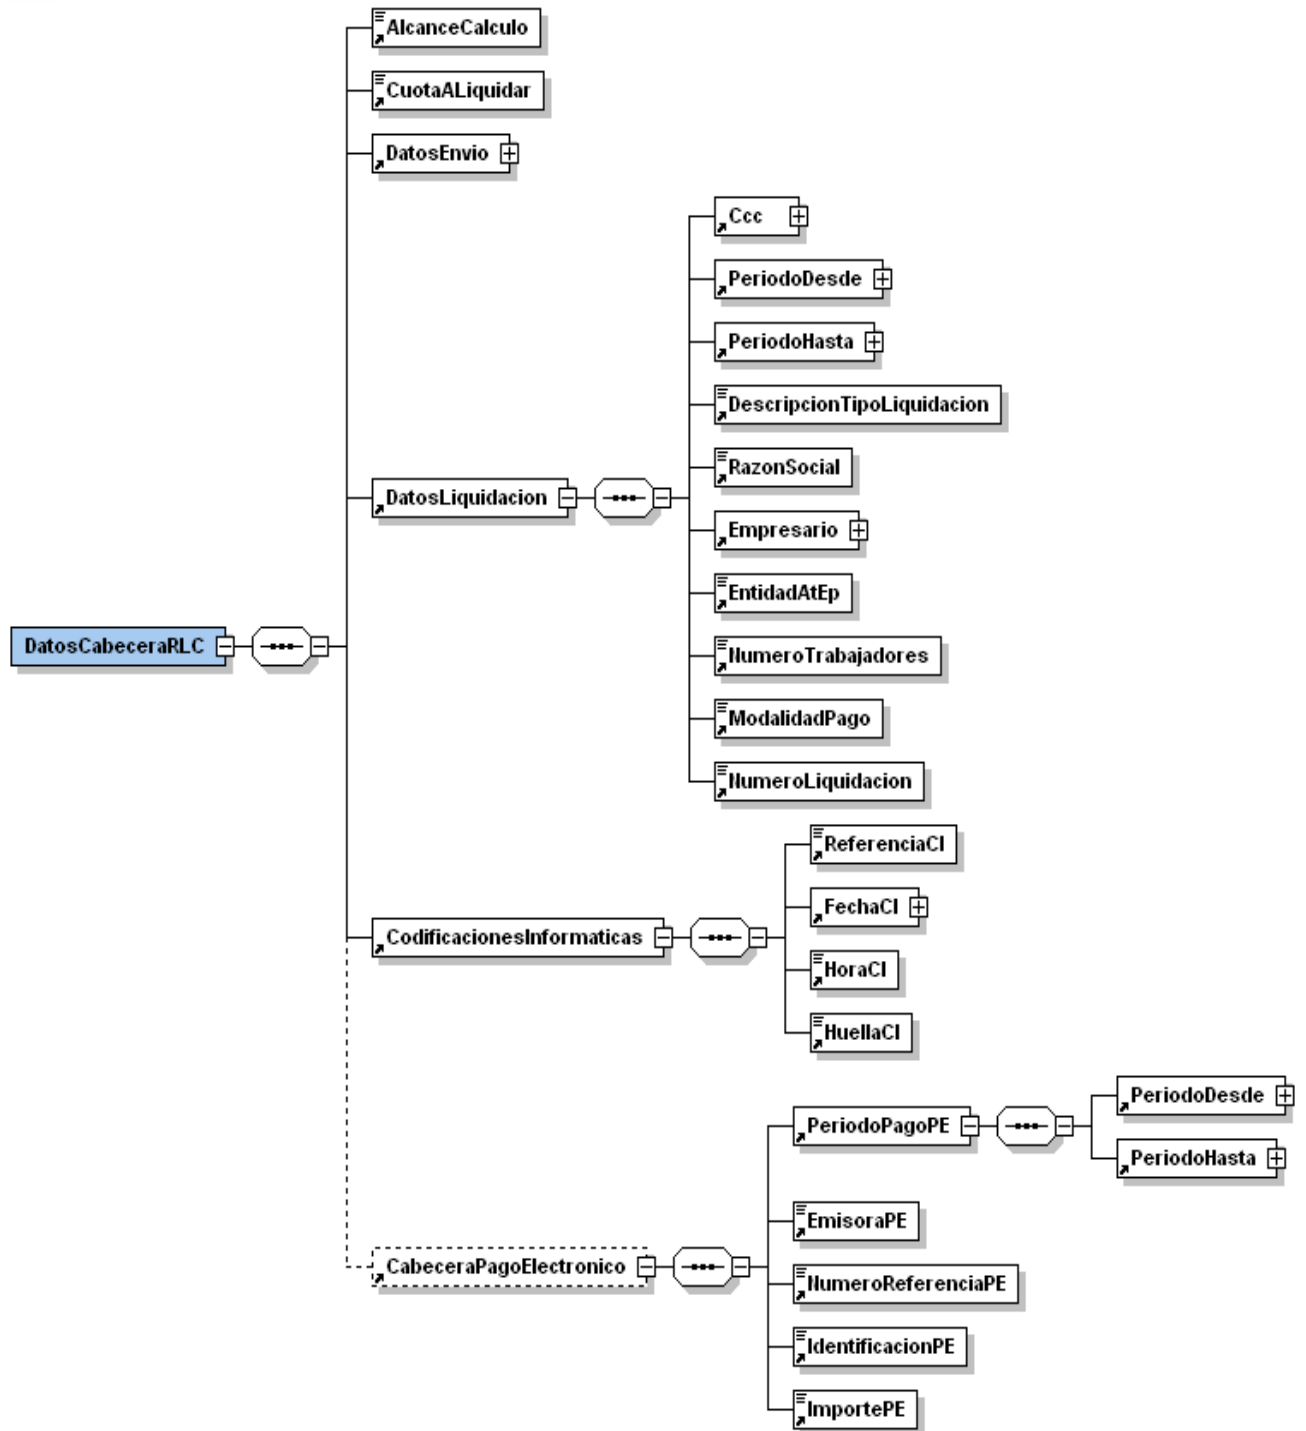 AlcanceCalculo
CuotaALiquidar
DatosEnvio
Ccc
PeriodoDesde
PeriodoHasta
DescripcionTipoLiquidacion
RazonSocial
DatosLiquidacion
Empresario
EntidadAtEp
DatosCabeceraRLC
NumeroTrabajadores
ModalidadPago
NumeroLiquidacion
ReferenciaCI
FechaCI
CodificacionesInformaticas
HoraCI
HuellaCI
PeriodoDesde
PeriodoPagoPE
PeriodoHasta
EmisoraPE
CabeceraPagoElectronico
NumeroReferenciaPE
IdentificacionPE
ImportePE